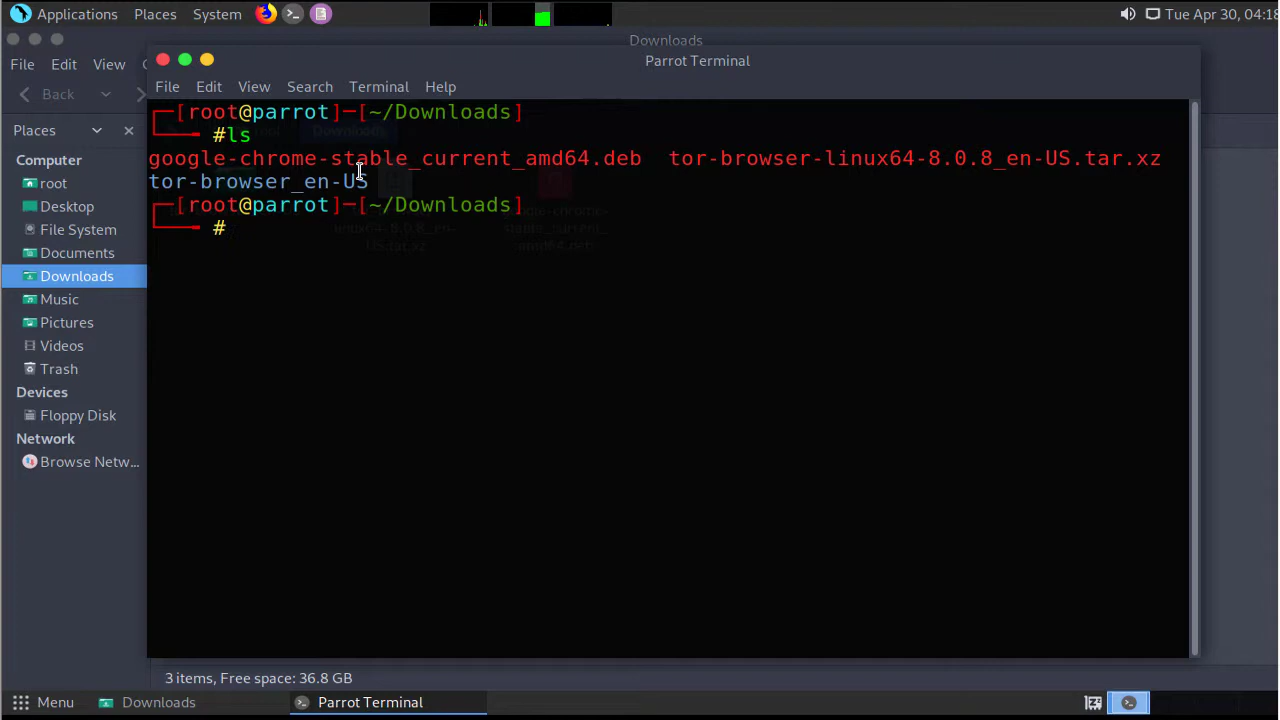 Applications Places System Tue Apr 30, 04:18
Downloads
File Edit View
Parrot Terminal
Back
File Edit View Search Terminal Help
Places
Computer
root
Desktop
File System
Documents
Downloads
Music
Pictures
Videos
Trash
Devices
Floppy Disk
Network
Browse Netw...
┌─[root@parrot]─[~/Downloads]
└──╼ #ls
google-chrome-stable_current_amd64.deb tor-browser-linux64-8.0.8_en-US.tar.xz
tor-browser_en-US
┌─[root@parrot]─[~/Downloads]
└──╼ #
3 items, Free space: 36.8 GB
Menu Downloads Parrot Terminal